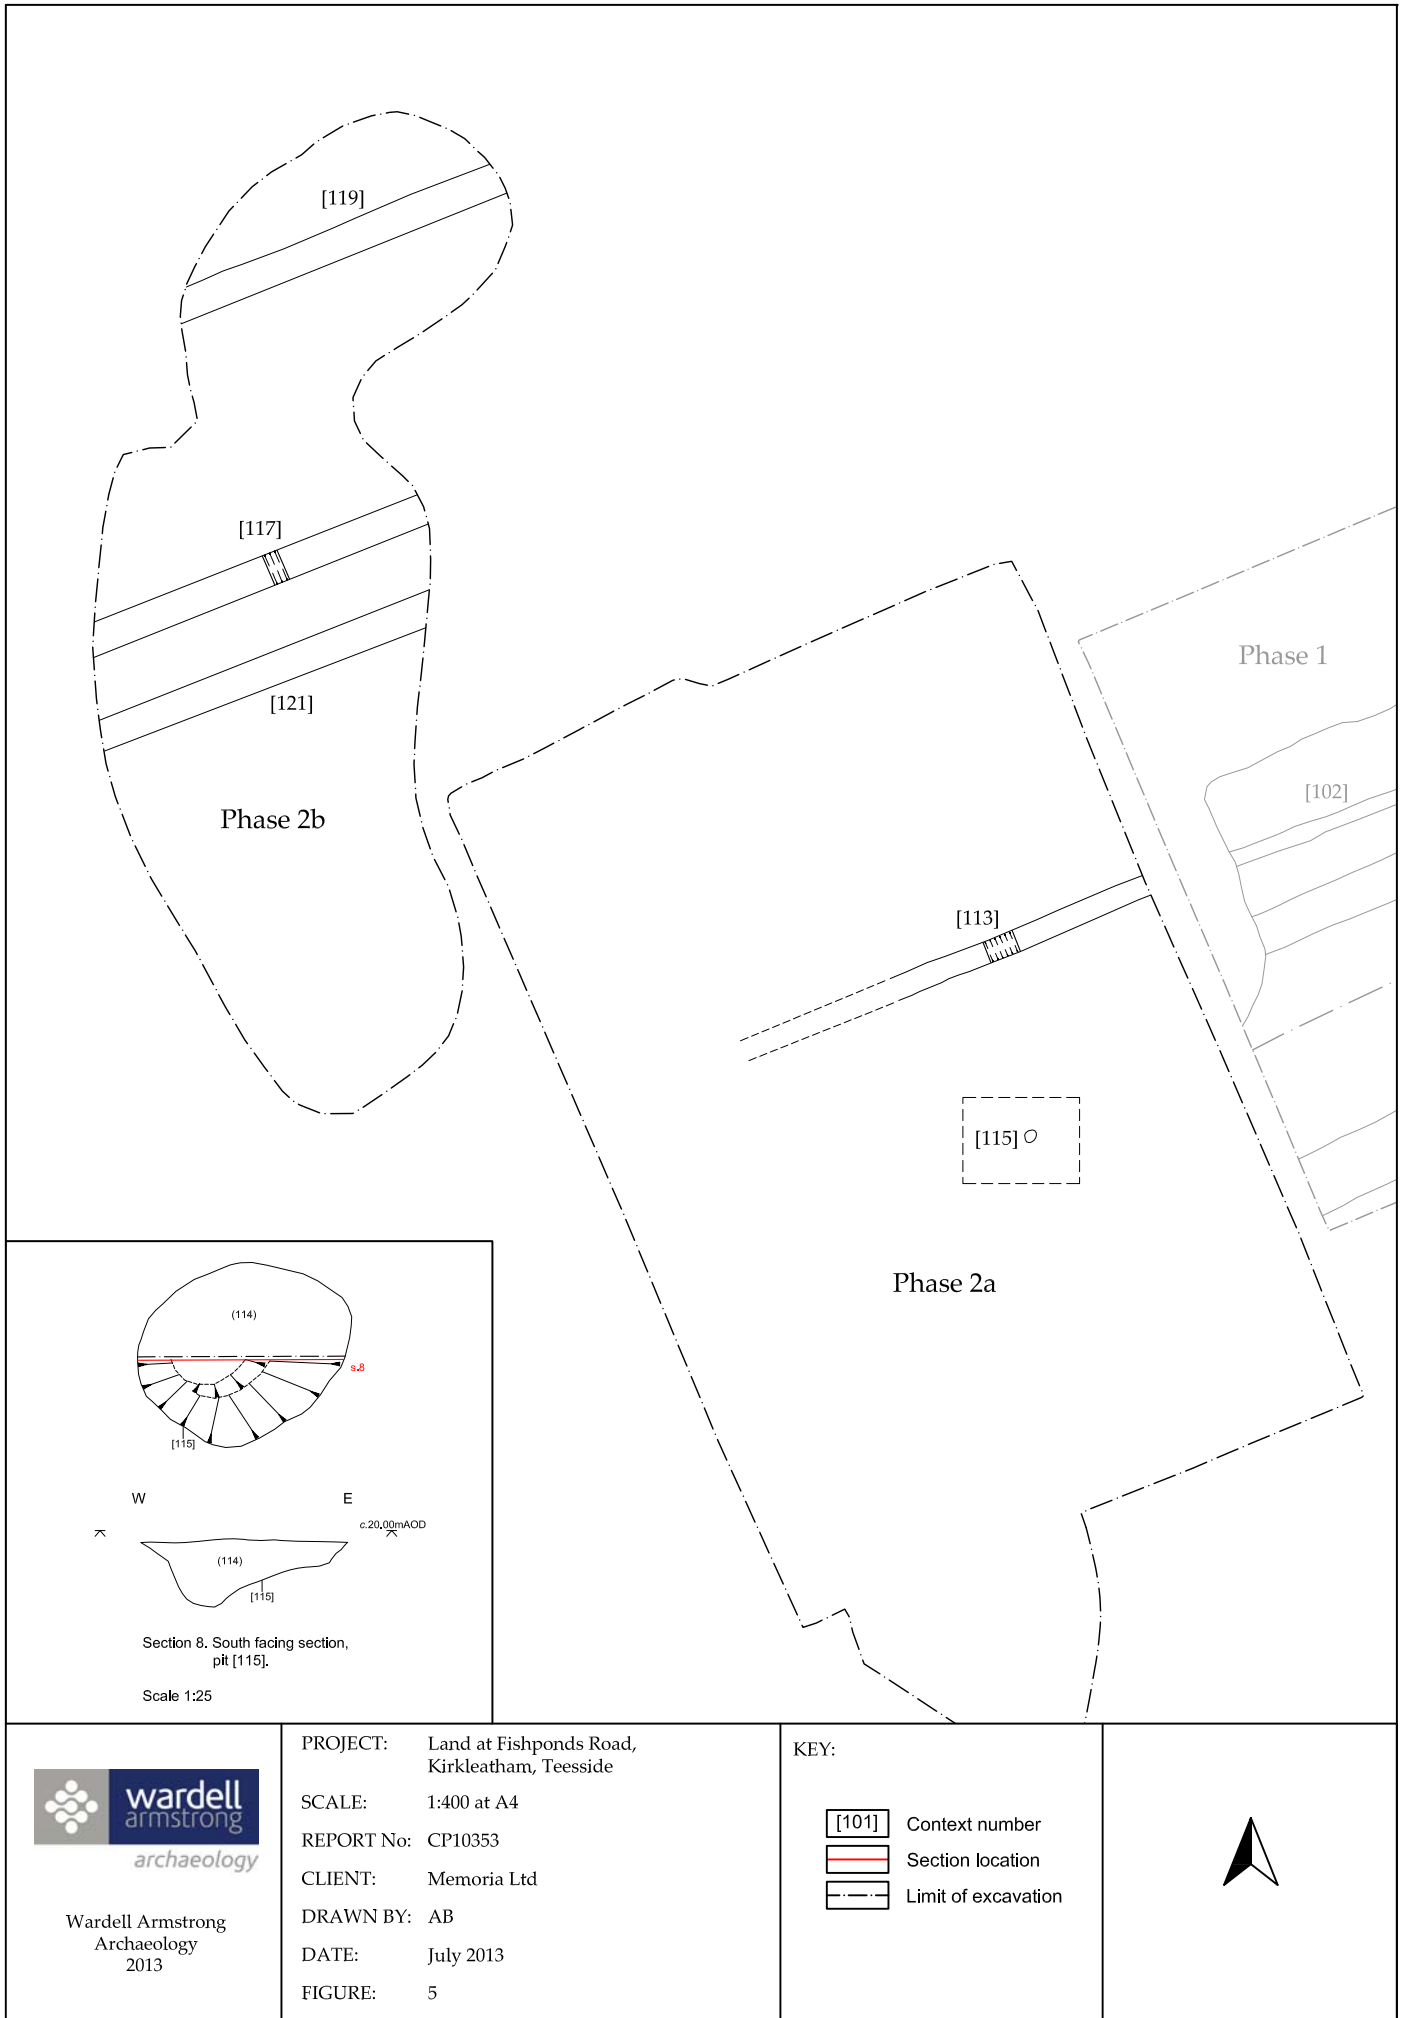 [119]
[117]
[121]
Phase 2b
Phase 1
[102]
[113]
[115]
Phase 2a
(114)
s.8
[115]
W E
c.20.00mAOD
(114)
[115]
Section 8. South facing section,
pit [115].
Scale 1:25
wardell
armstrong
archaeology
Wardell Armstrong
Archaeology
2013
PROJECT: Land at Fishponds Road,
Kirkleatham, Teesside
SCALE: 1:400 at A4
REPORT No: CP10353
CLIENT: Memoria Ltd
DRAWN BY: AB
DATE: July 2013
FIGURE: 5
KEY:
[101] Context number
Section location
Limit of excavation